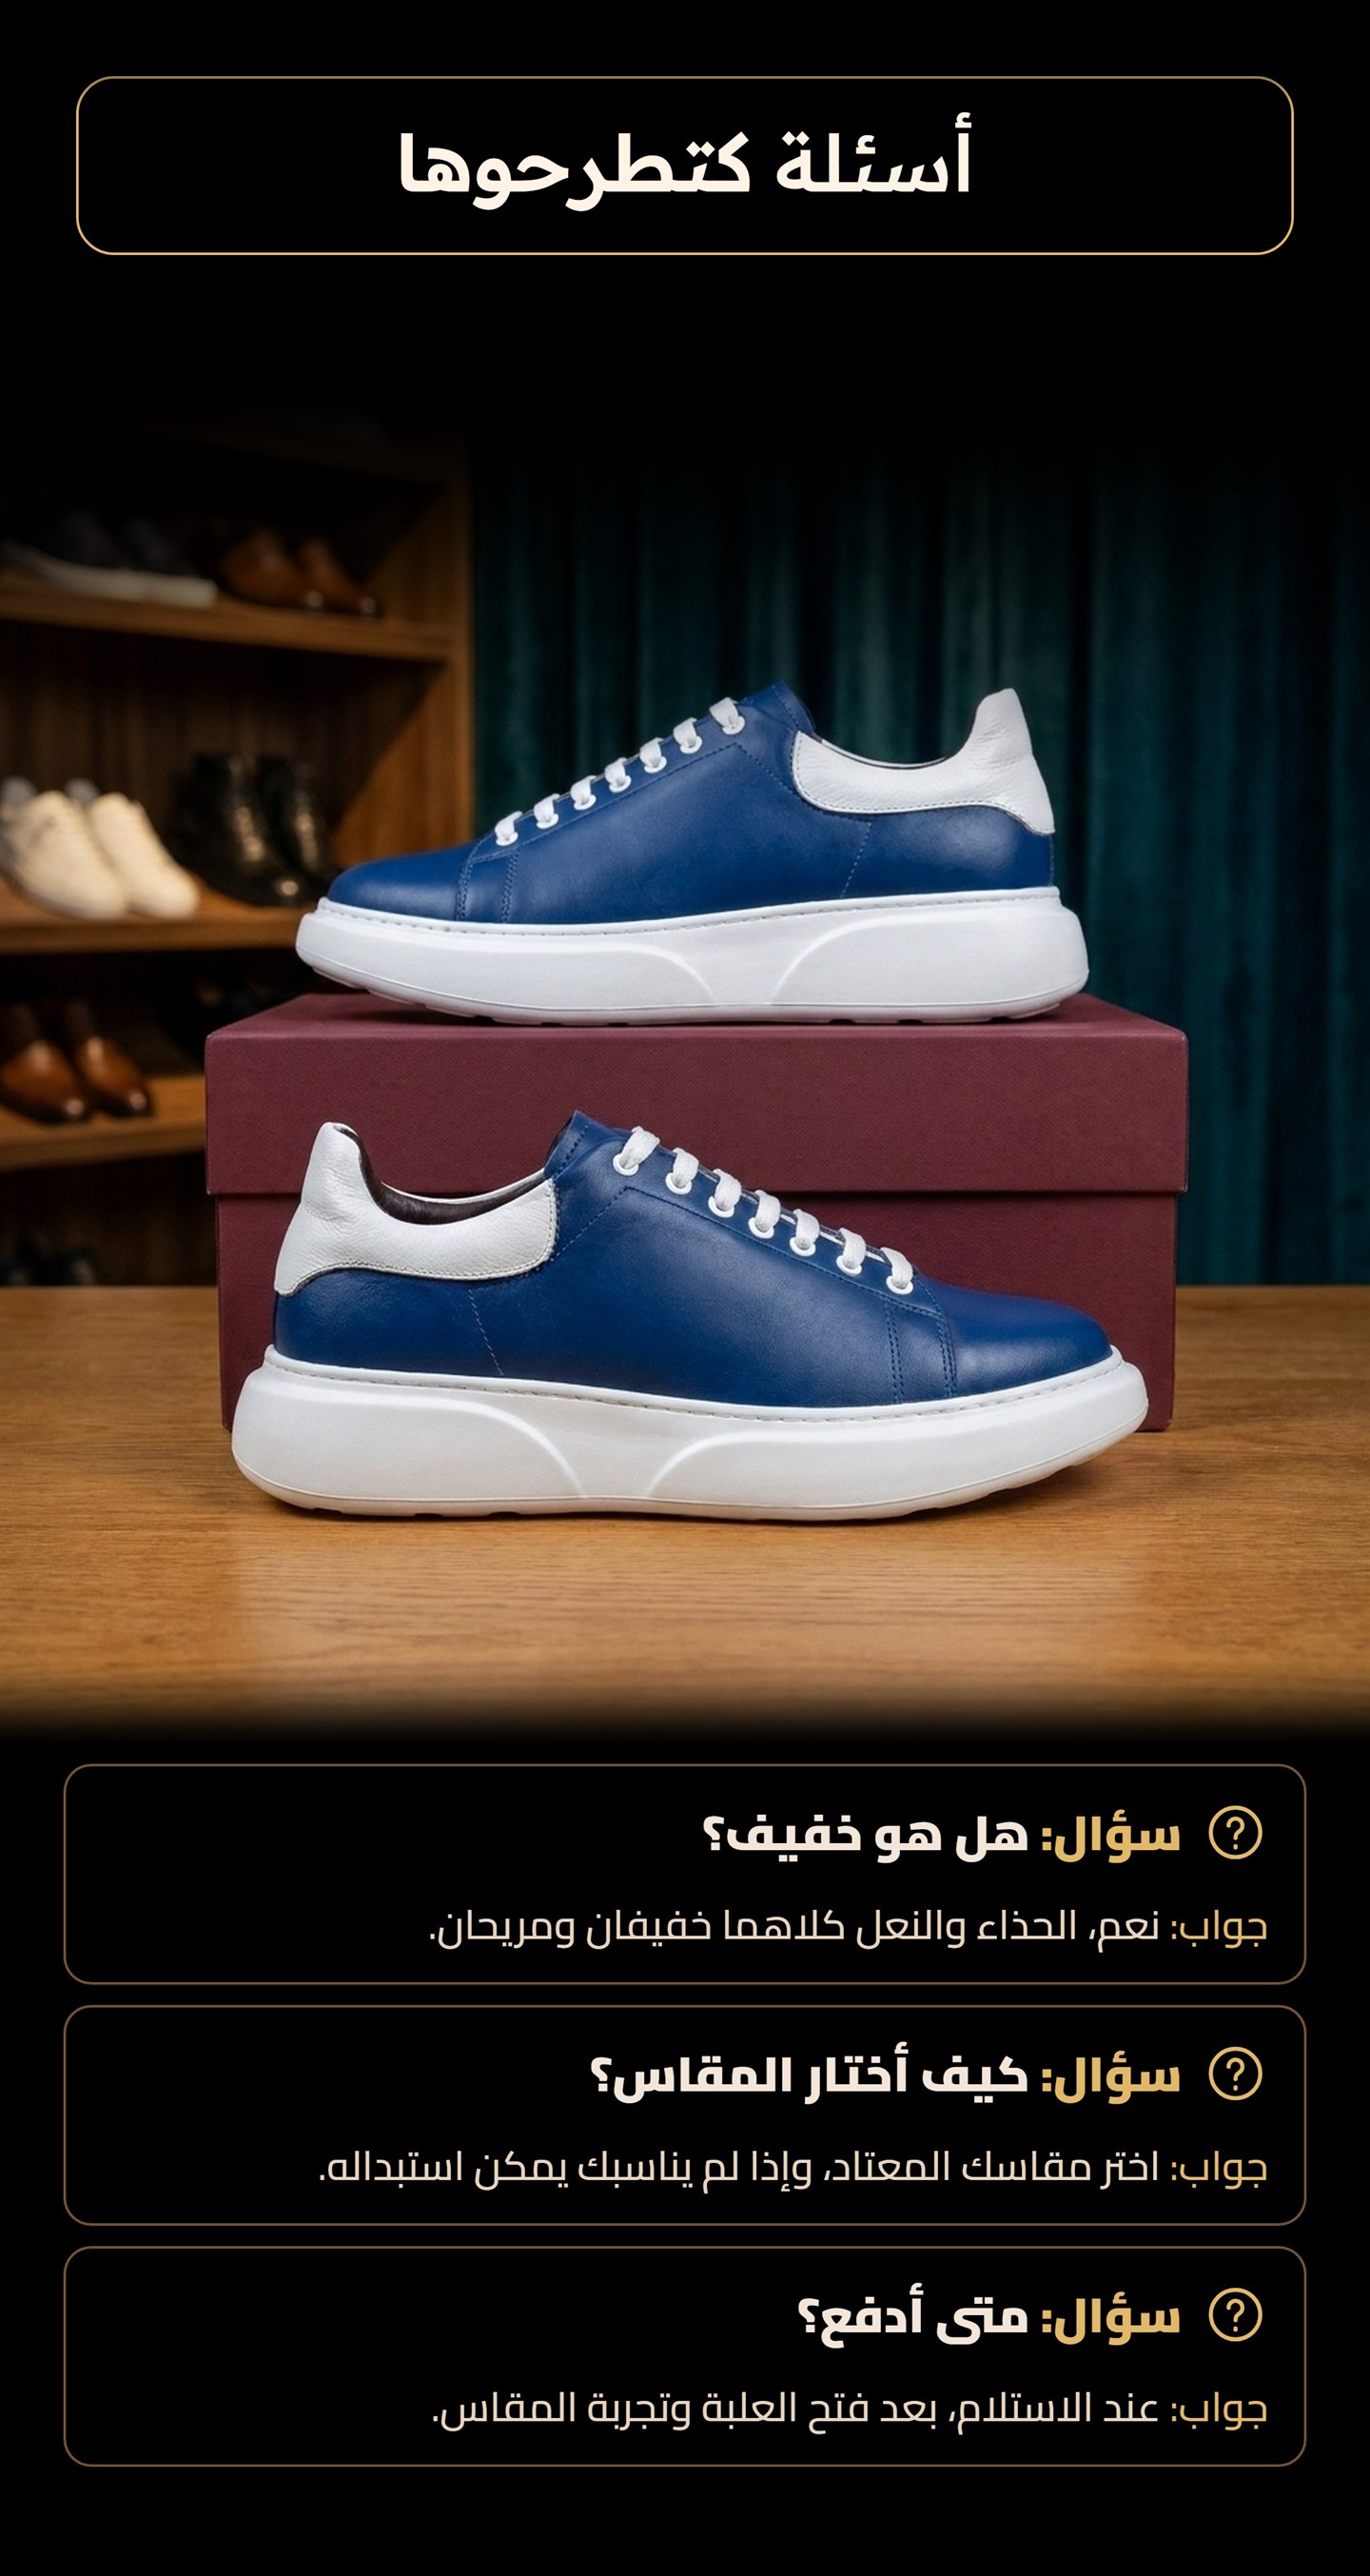 أسئلة كتطرحوها
سؤال: هل هو خفيف؟
جواب: نعم، الحذاء والنعل كلاهما خفيفان ومريحان.
سؤال: كيف أختار المقاس؟
جواب: اختر مقاسك المعتاد، وإذا لم يناسبك يمكن استبداله.
سؤال: متى أدفع؟
جواب: عند الاستلام، بعد فتح العلبة وتجربة المقاس.